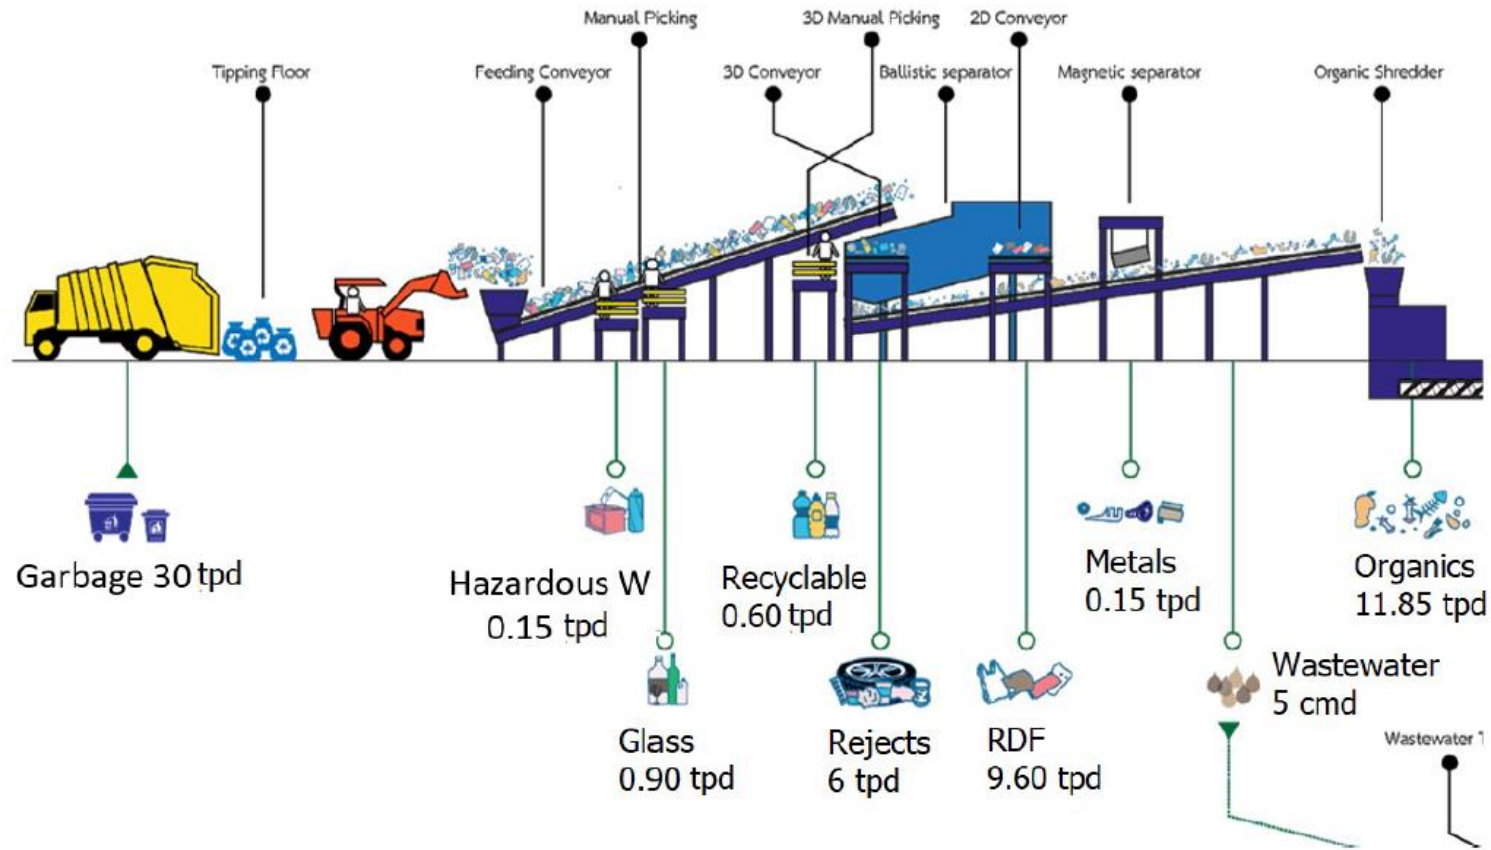 Manual Picking
3D Manual Picking
2D Conveyor
Tipping Floor
Feeding Conveyor
3D Conveyor
Ballistic separator
Magnetic separator
Organic Shredder
Garbage 30 tpd
Hazardous W
0.15 tpd
Recyclable
0.60 tpd
Metals
0.15 tpd
Organics
11.85 tpd
Glass
0.90 tpd
Rejects
6 tpd
RDF
9.60 tpd
Wastewater
5 cmd
Wastewater